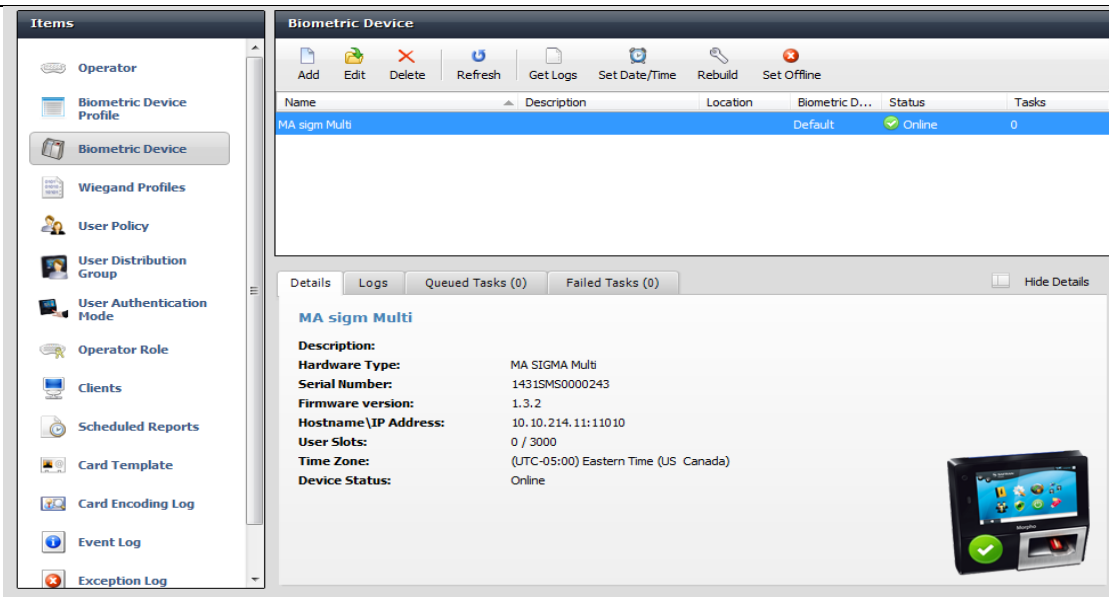 Items
Operator
Biometric Device
Profile
Biometric Device
Wiegand Profiles
User Policy
User Distribution
Group
User Authentication
Mode
Operator Role
Clients
Scheduled Reports
Card Template
Card Encoding Log
Event Log
Exception Log
Biometric Device
Add Edit Delete Refresh Get Logs Set Date/Time Rebuild Set Offline
Name Description Location Biometric D... Status Tasks
MA sigm Multi Default Online 0
Details Logs Queued Tasks (0) Failed Tasks (0) Hide Details
MA sigm Multi
Description:
Hardware Type: MA SIGMA Multi
Serial Number: 1431SMS0000243
Firmware version: 1.3.2
Hostname\IP Address: 10.10.214.11:11010
User Slots: 0 / 3000
Time Zone: (UTC-05:00) Eastern Time (US Canada)
Device Status: Online
Morpho